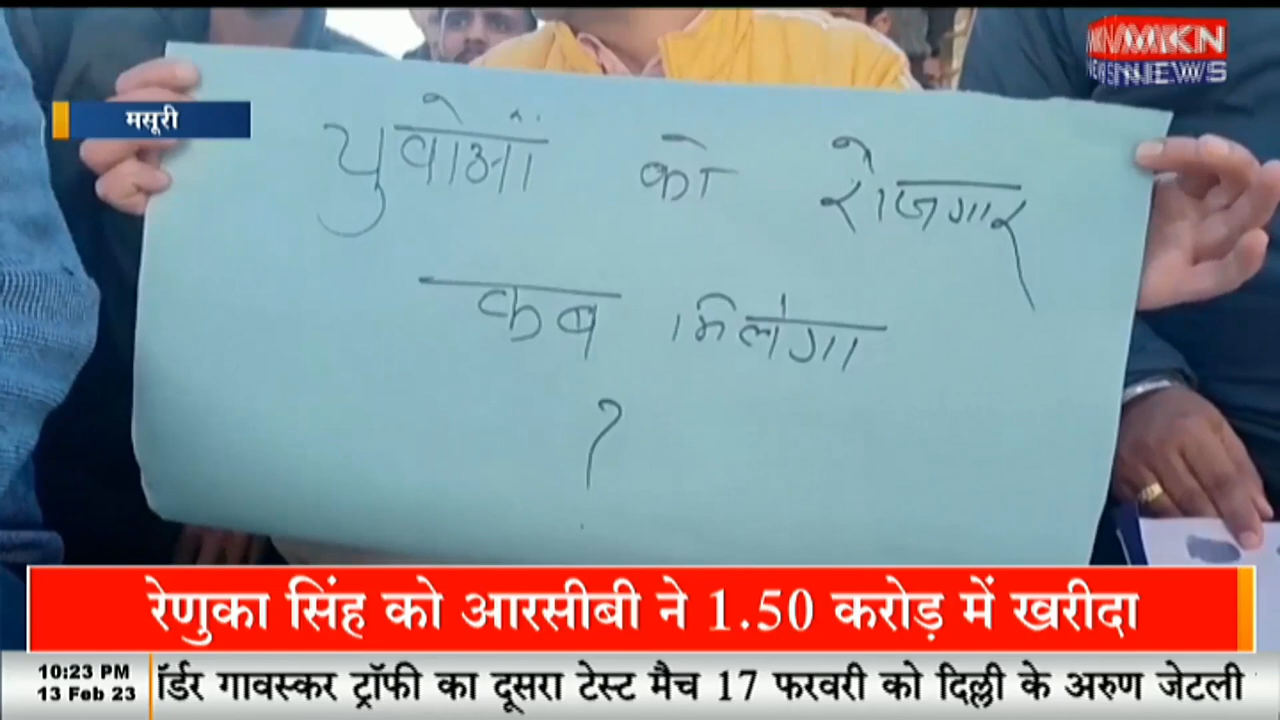 MKN
NEWS
मसूरी
युवाओं को रोजगार
कब मिलेगा
?
रेणुका सिंह को आरसीबी ने 1.50 करोड़ में खरीदा
10:23 PM
13 Feb 23
ॉर्डर गावस्कर ट्रॉफी का दूसरा टेस्ट मैच 17 फरवरी को दिल्ली के अरुण जेटली